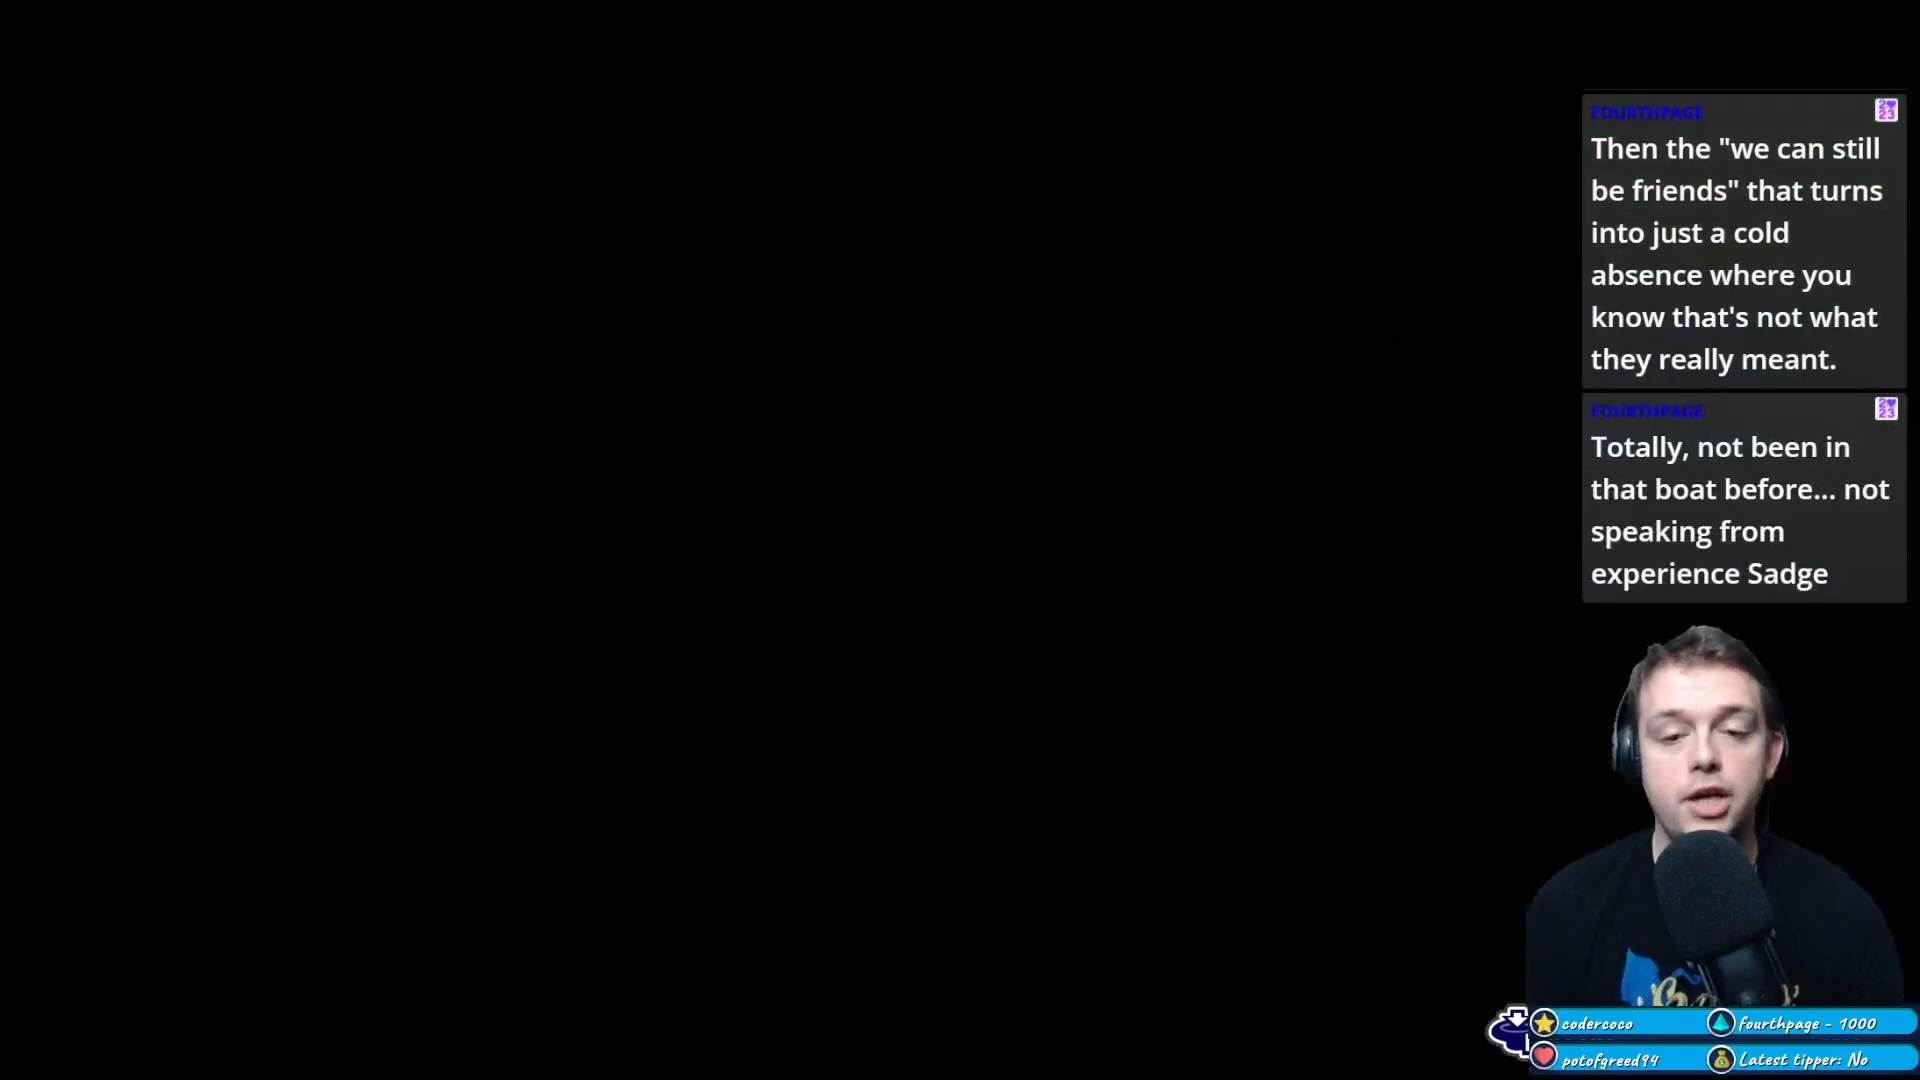 FOURTHPAGE
Then the "we can still
be friends" that turns
into just a cold
absence where you
know that's not what
they really meant.
FOURTHPAGE
Totally, not been in
that boat before... not
speaking from
experience Sadge
codercoco
fourthpage - 1000
potofgreed94
Latest tipper: No